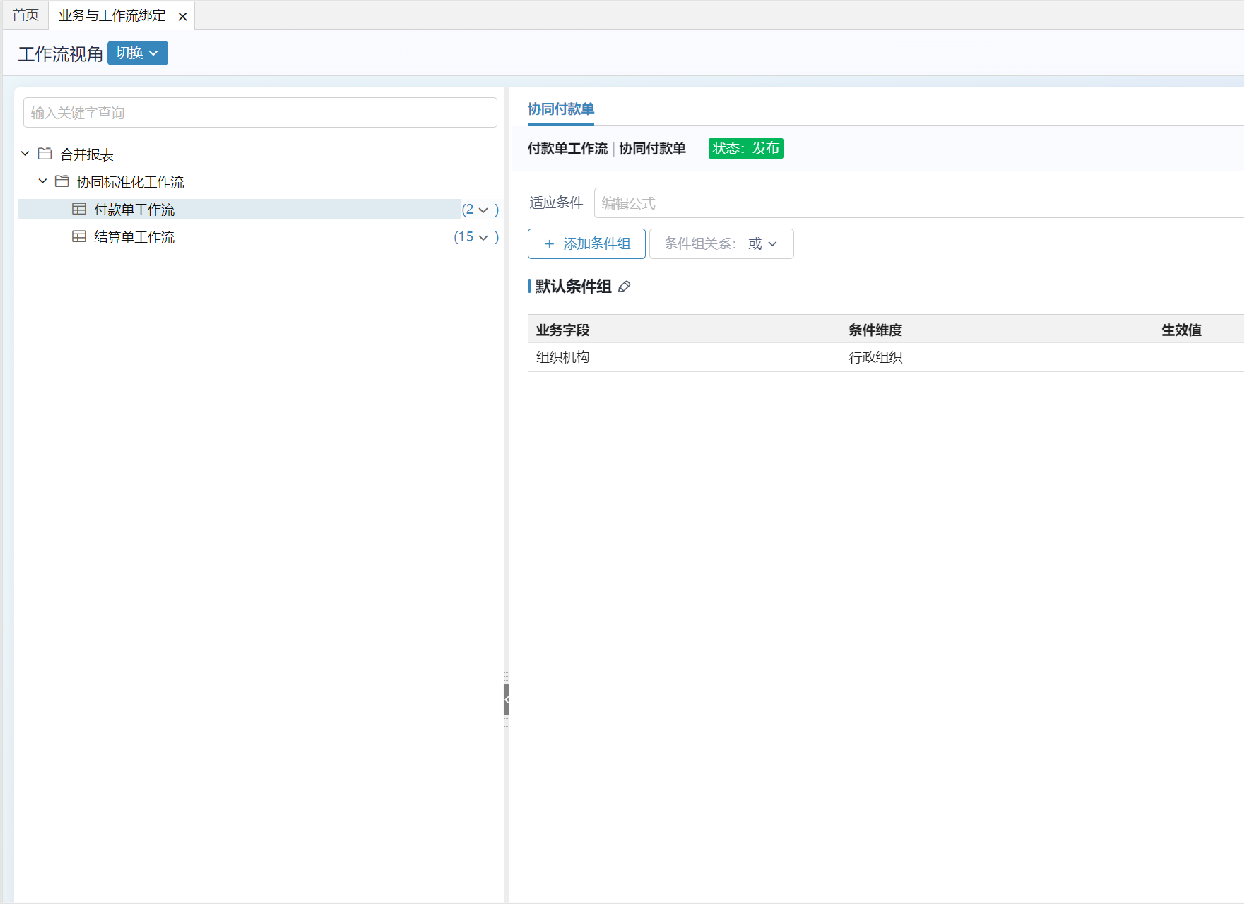 首页 业务与工作流绑定 ×
工作流视角 切换
输入关键字查询
合并报表
协同标准化工作流
付款单工作流 (2 )
结算单工作流 (15 )
协同付款单
付款单工作流 | 协同付款单 状态：发布
适应条件 编辑公式
+ 添加条件组 条件组关系： 或
默认条件组
业务字段 条件维度 生效值
组织机构 行政组织